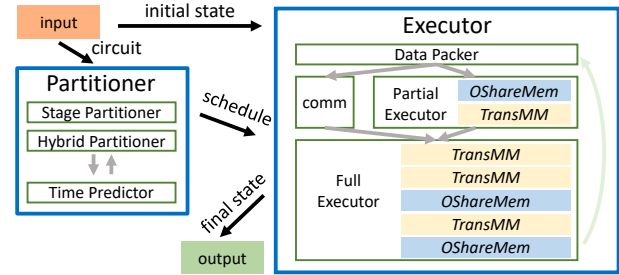 input
initial state
circuit
Partitioner
Stage Partitioner
Hybrid Partitioner
Time Predictor
schedule
final state
output
Executor
Data Packer
comm
Partial
Executor
OShareMem
TransMM
Full
Executor
TransMM
TransMM
OShareMem
TransMM
OShareMem